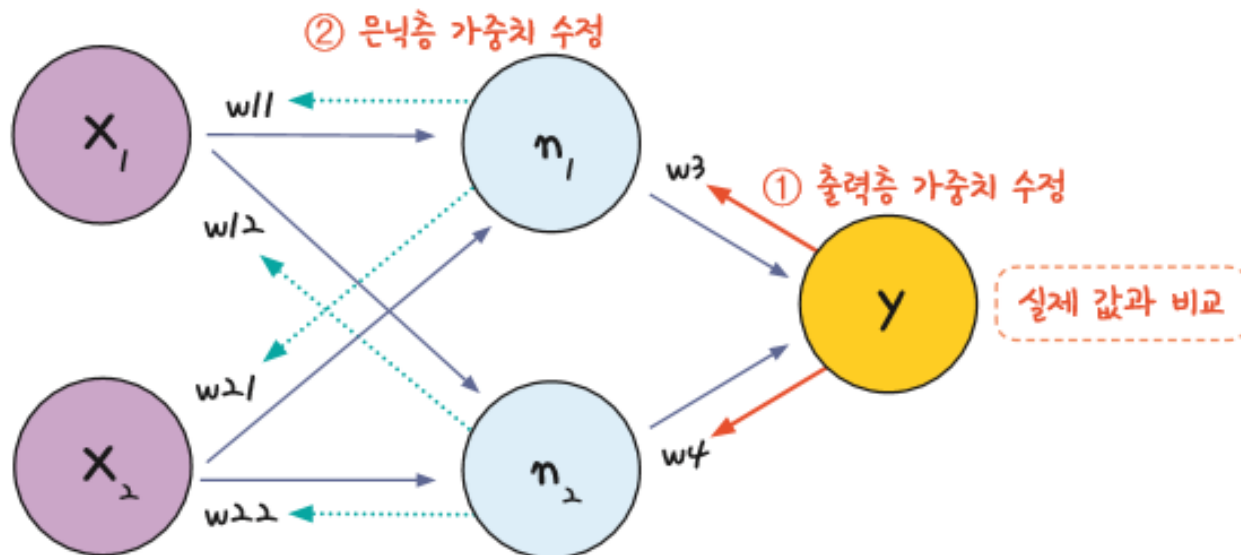 ② 은닉층 가중치 수정
x₁
w11
n₁
w3
① 출력층 가중치 수정
w12
y
실제 값과 비교
w21
x₂
n₂
w4
w22